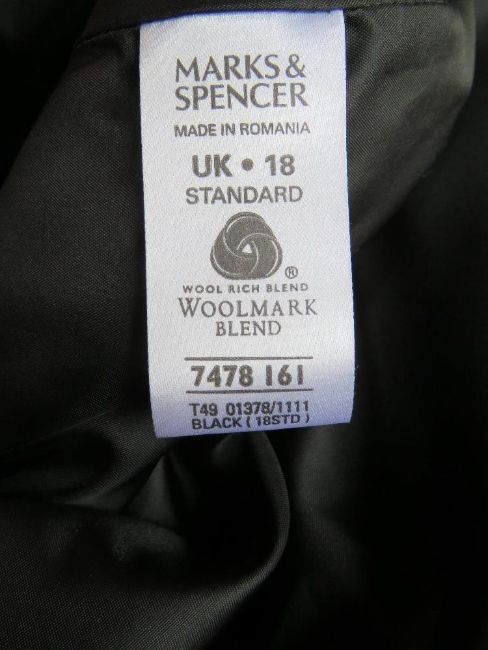 MARKS &
SPENCER
MADE IN ROMANIA
UK • 18
STANDARD
®
WOOL RICH BLEND
WOOLMARK
BLEND
7478 161
T49 01378/1111
BLACK ( 18STD )